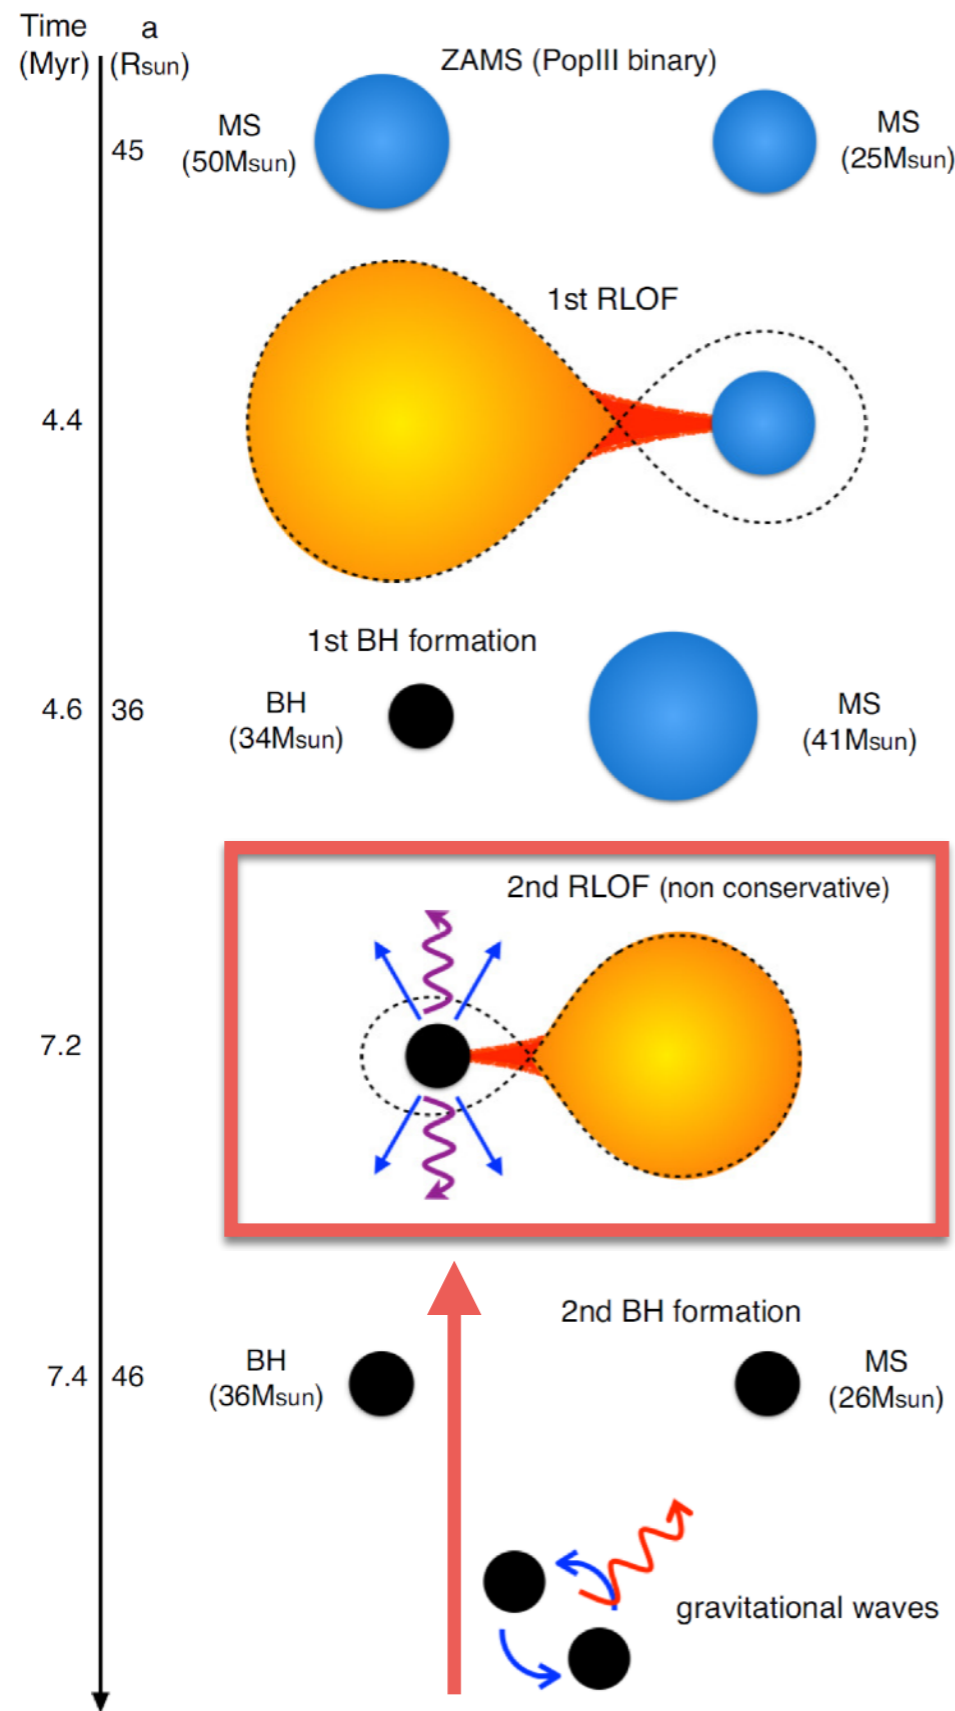 Time a
(Myr) (Rsun)
ZAMS (PopIII binary)
45
MS
(50Msun)
MS
(25Msun)
1st RLOF
4.4
1st BH formation
4.6 36
BH
(34Msun)
MS
(41Msun)
2nd RLOF (non conservative)
7.2
2nd BH formation
7.4 46
BH
(36Msun)
MS
(26Msun)
gravitational waves